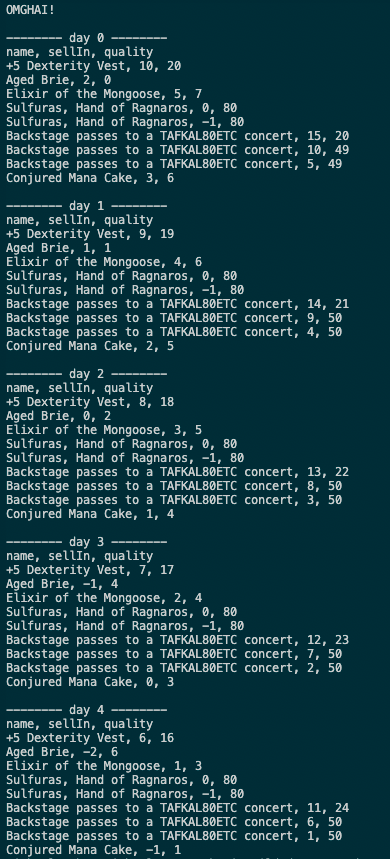 OMGHAI!
-------- day 0 --------
name, sellIn, quality
+5 Dexterity Vest, 10, 20
Aged Brie, 2, 0
Elixir of the Mongoose, 5, 7
Sulfuras, Hand of Ragnaros, 0, 80
Sulfuras, Hand of Ragnaros, -1, 80
Backstage passes to a TAFKAL80ETC concert, 15, 20
Backstage passes to a TAFKAL80ETC concert, 10, 49
Backstage passes to a TAFKAL80ETC concert, 5, 49
Conjured Mana Cake, 3, 6
-------- day 1 --------
name, sellIn, quality
+5 Dexterity Vest, 9, 19
Aged Brie, 1, 1
Elixir of the Mongoose, 4, 6
Sulfuras, Hand of Ragnaros, 0, 80
Sulfuras, Hand of Ragnaros, -1, 80
Backstage passes to a TAFKAL80ETC concert, 14, 21
Backstage passes to a TAFKAL80ETC concert, 9, 50
Backstage passes to a TAFKAL80ETC concert, 4, 50
Conjured Mana Cake, 2, 5
-------- day 2 --------
name, sellIn, quality
+5 Dexterity Vest, 8, 18
Aged Brie, 0, 2
Elixir of the Mongoose, 3, 5
Sulfuras, Hand of Ragnaros, 0, 80
Sulfuras, Hand of Ragnaros, -1, 80
Backstage passes to a TAFKAL80ETC concert, 13, 22
Backstage passes to a TAFKAL80ETC concert, 8, 50
Backstage passes to a TAFKAL80ETC concert, 3, 50
Conjured Mana Cake, 1, 4
-------- day 3 --------
name, sellIn, quality
+5 Dexterity Vest, 7, 17
Aged Brie, -1, 4
Elixir of the Mongoose, 2, 4
Sulfuras, Hand of Ragnaros, 0, 80
Sulfuras, Hand of Ragnaros, -1, 80
Backstage passes to a TAFKAL80ETC concert, 12, 23
Backstage passes to a TAFKAL80ETC concert, 7, 50
Backstage passes to a TAFKAL80ETC concert, 2, 50
Conjured Mana Cake, 0, 3
-------- day 4 --------
name, sellIn, quality
+5 Dexterity Vest, 6, 16
Aged Brie, -2, 6
Elixir of the Mongoose, 1, 3
Sulfuras, Hand of Ragnaros, 0, 80
Sulfuras, Hand of Ragnaros, -1, 80
Backstage passes to a TAFKAL80ETC concert, 11, 24
Backstage passes to a TAFKAL80ETC concert, 6, 50
Backstage passes to a TAFKAL80ETC concert, 1, 50
Conjured Mana Cake, -1, 1